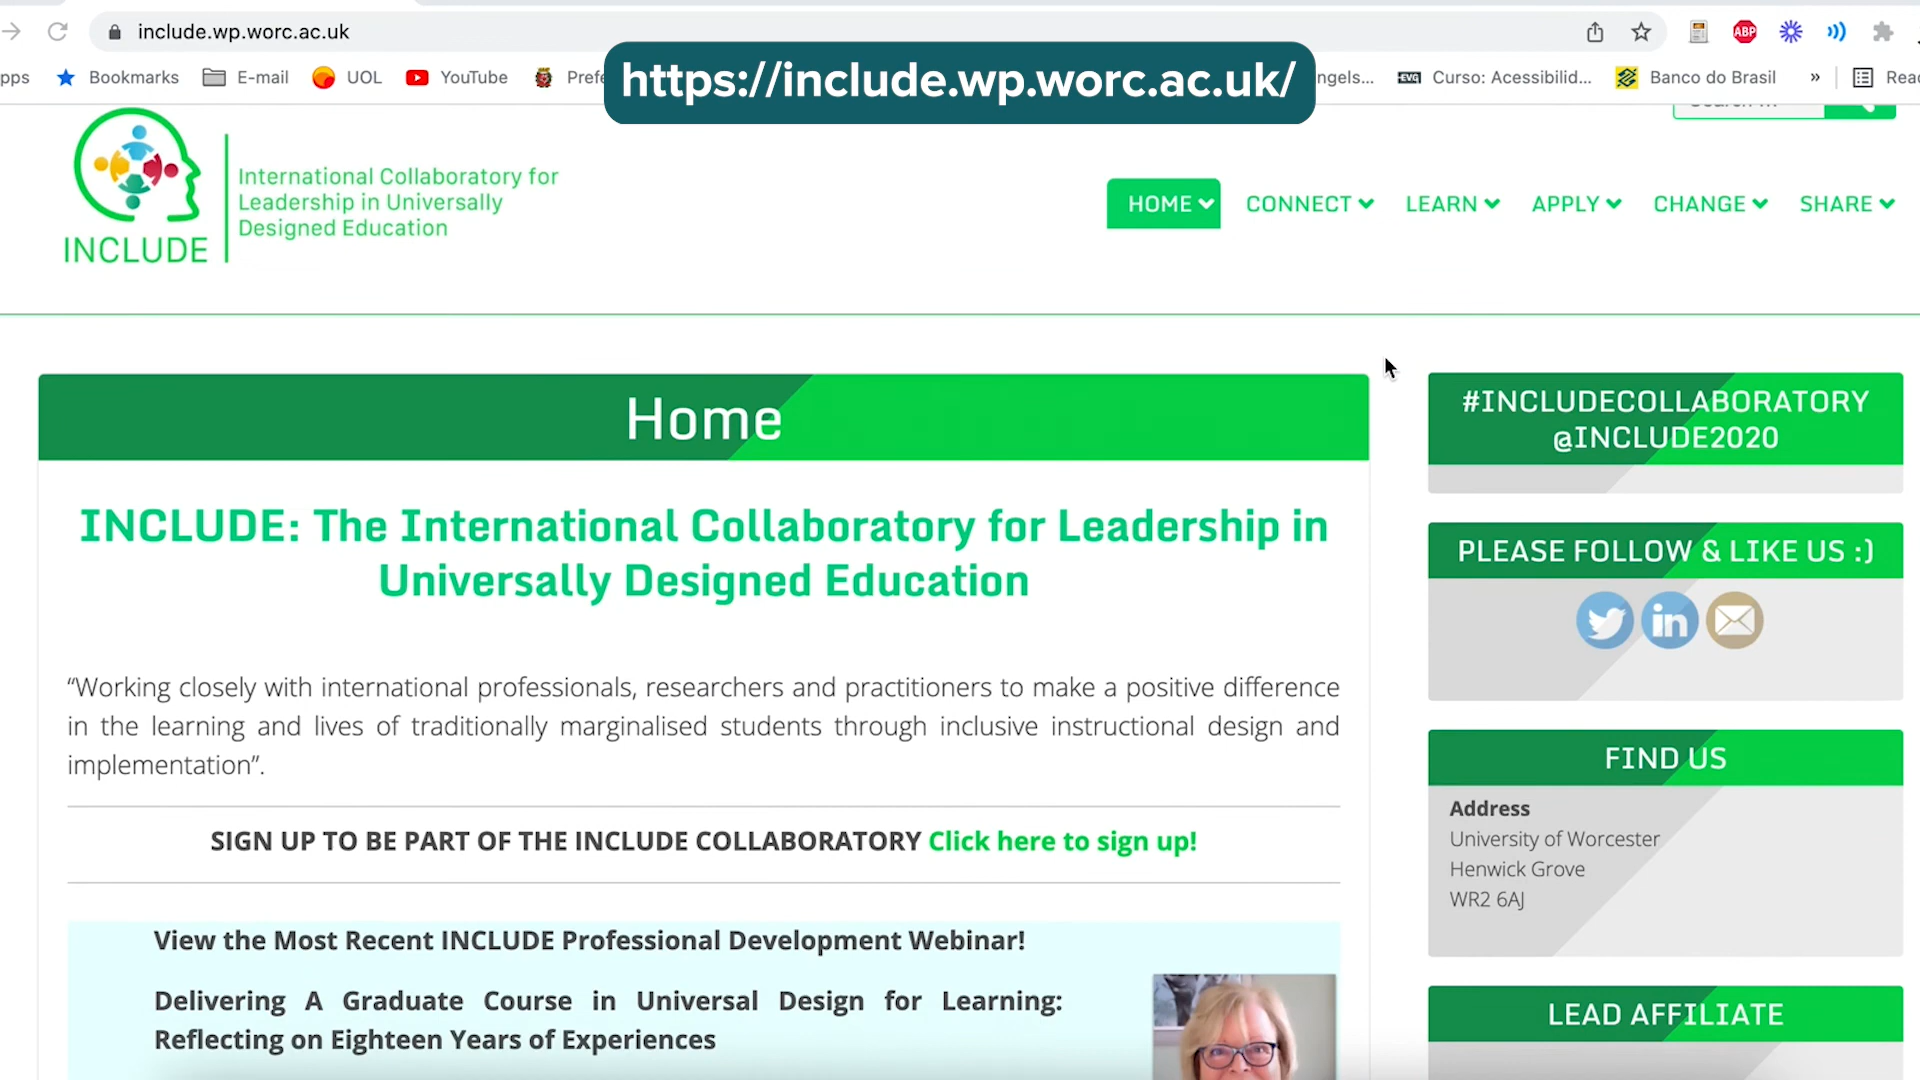 include.wp.worc.ac.uk
Bookmarks E-mail UOL YouTube
https://include.wp.worc.ac.uk/
Curso: Acessibilid... Banco do Brasil »
International Collaboratory for
Leadership in Universally
Designed Education
INCLUDE
HOME CONNECT LEARN APPLY CHANGE SHARE
Home
INCLUDE: The International Collaboratory for Leadership in
Universally Designed Education
“Working closely with international professionals, researchers and practitioners to make a positive difference
in the learning and lives of traditionally marginalised students through inclusive instructional design and
implementation”.
SIGN UP TO BE PART OF THE INCLUDE COLLABORATORY Click here to sign up!
View the Most Recent INCLUDE Professional Development Webinar!
Delivering A Graduate Course in Universal Design for Learning:
Reflecting on Eighteen Years of Experiences
#INCLUDECOLLABORATORY
@INCLUDE2020
PLEASE FOLLOW & LIKE US :)
in
FIND US
Address
University of Worcester
Henwick Grove
WR2 6AJ
LEAD AFFILIATE
ABP
EVG